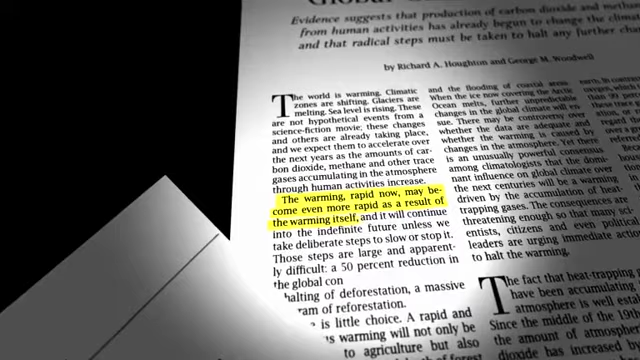 Evidence suggests that production of carbon dioxide and metha
from human activities has already begun to change the clima
and that radical steps must be taken to halt any further chan
by Richard A. Houghton and George M. Woodwell
The world is warming. Climatic
zones are shifting. Glaciers are
melting. Sea level is rising. These
are not hypothetical events from a
science-fiction movie; these changes
and others are already taking place,
and we expect them to accelerate over
the next years as the amounts of car-
bon dioxide, methane and other trace
gases accumulating in the atmosphere
through human activities increase.
The warming, rapid now, may be-
come even more rapid as a result of
the warming itself, and it will continue
into the indefinite future unless we
take deliberate steps to slow or stop it.
Those steps are large and apparent-
ly difficult: a 50 percent reduction in
the global con
halting of deforestation, a massive
ram of reforestation.
is little choice. A rapid and
s warming will not only be
to agriculture but also
and the flooding of coastal areas.
When the ice now covering the Arctic
Ocean melts, further unpredictable
changes in the global climate will en-
sue. There may be controversy over
whether the data are adequate and
whether the warming is caused by
changes in the atmosphere. Yet there
is an unusually powerful consensus
among climatologists that the domi-
nant influence on global climate over
the next centuries will be a warming
driven by the accumulation of heat-
trapping gases. The consequences are
threatening enough so that many sci-
entists, citizens and even political
leaders are urging immediate action
to halt the warming.
The fact that heat-trapping
have been accumulating
atmosphere is well est
Since the middle of the 19th
atmospheric
dioxide has increased